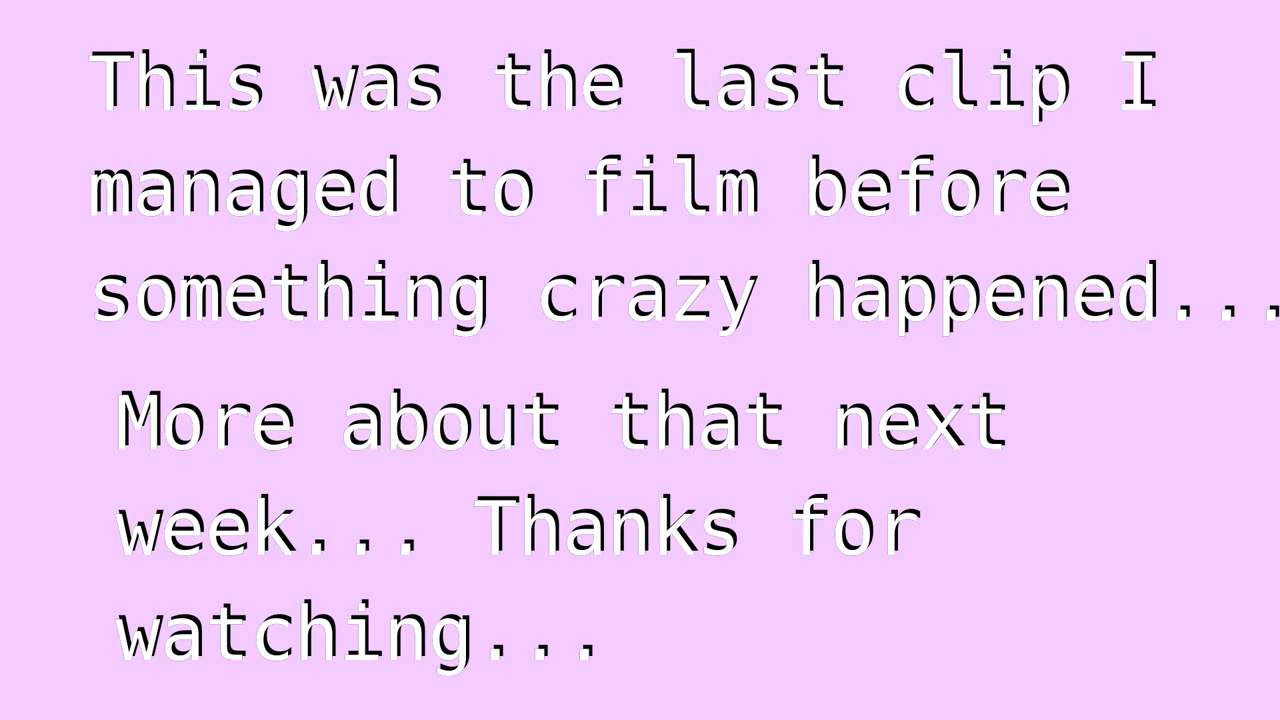 This was the last clip I
managed to film before
something crazy happened...
More about that next
week... Thanks for
watching...